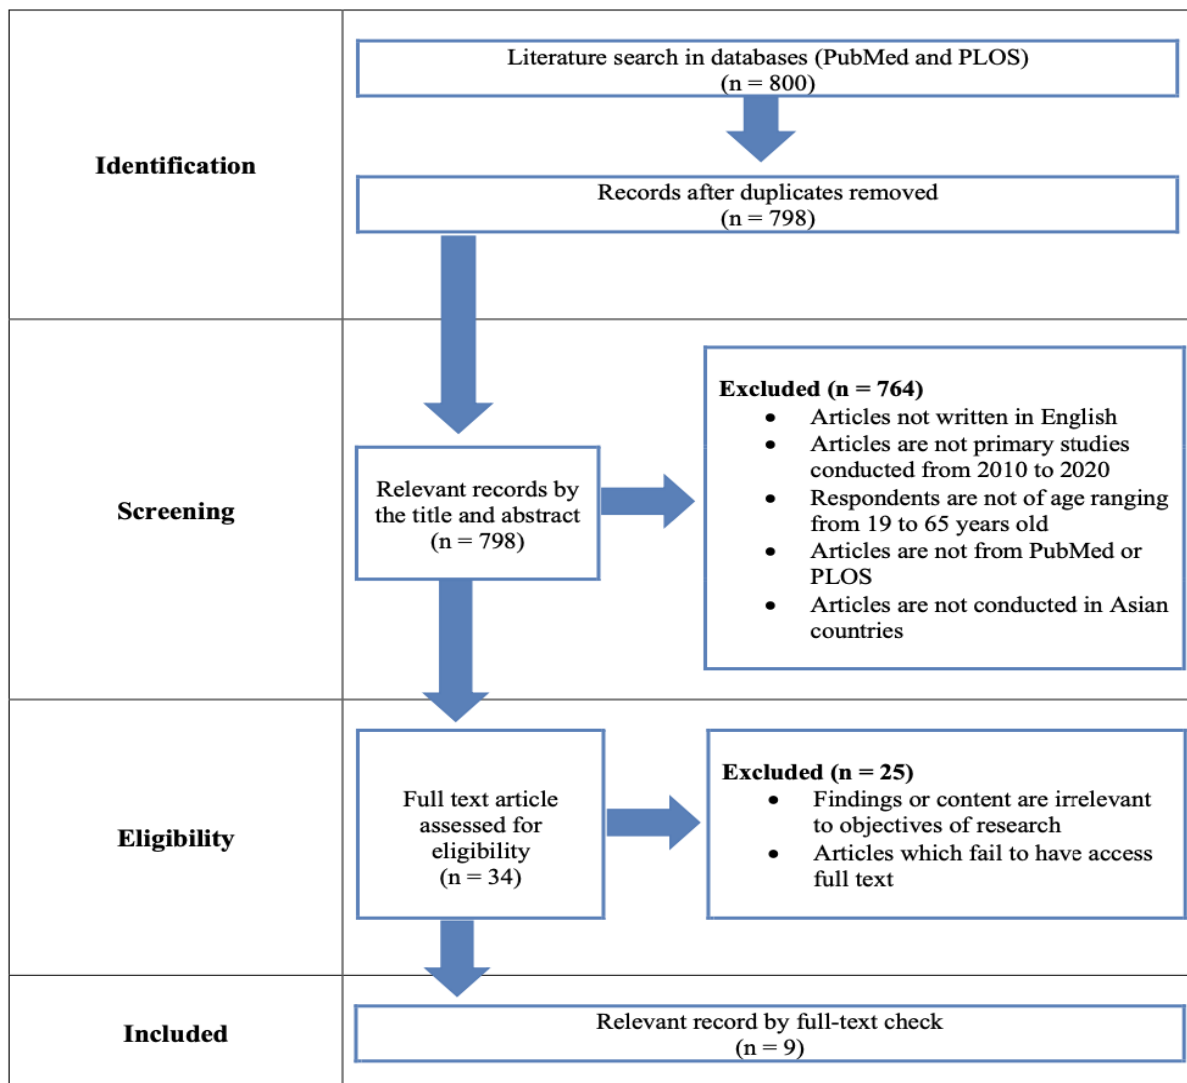 Identification
Literature search in databases (PubMed and PLOS)
(n = 800)
Records after duplicates removed
(n = 798)
Screening
Relevant records by
the title and abstract
(n = 798)
Excluded (n = 764)
• Articles not written in English
• Articles are not primary studies
conducted from 2010 to 2020
• Respondents are not of age ranging
from 19 to 65 years old
• Articles are not from PubMed or
PLOS
• Articles are not conducted in Asian
countries
Eligibility
Full text article
assessed for
eligibility
(n = 34)
Excluded (n = 25)
• Findings or content are irrelevant
to objectives of research
• Articles which fail to have access
full text
Included
Relevant record by full-text check
(n = 9)